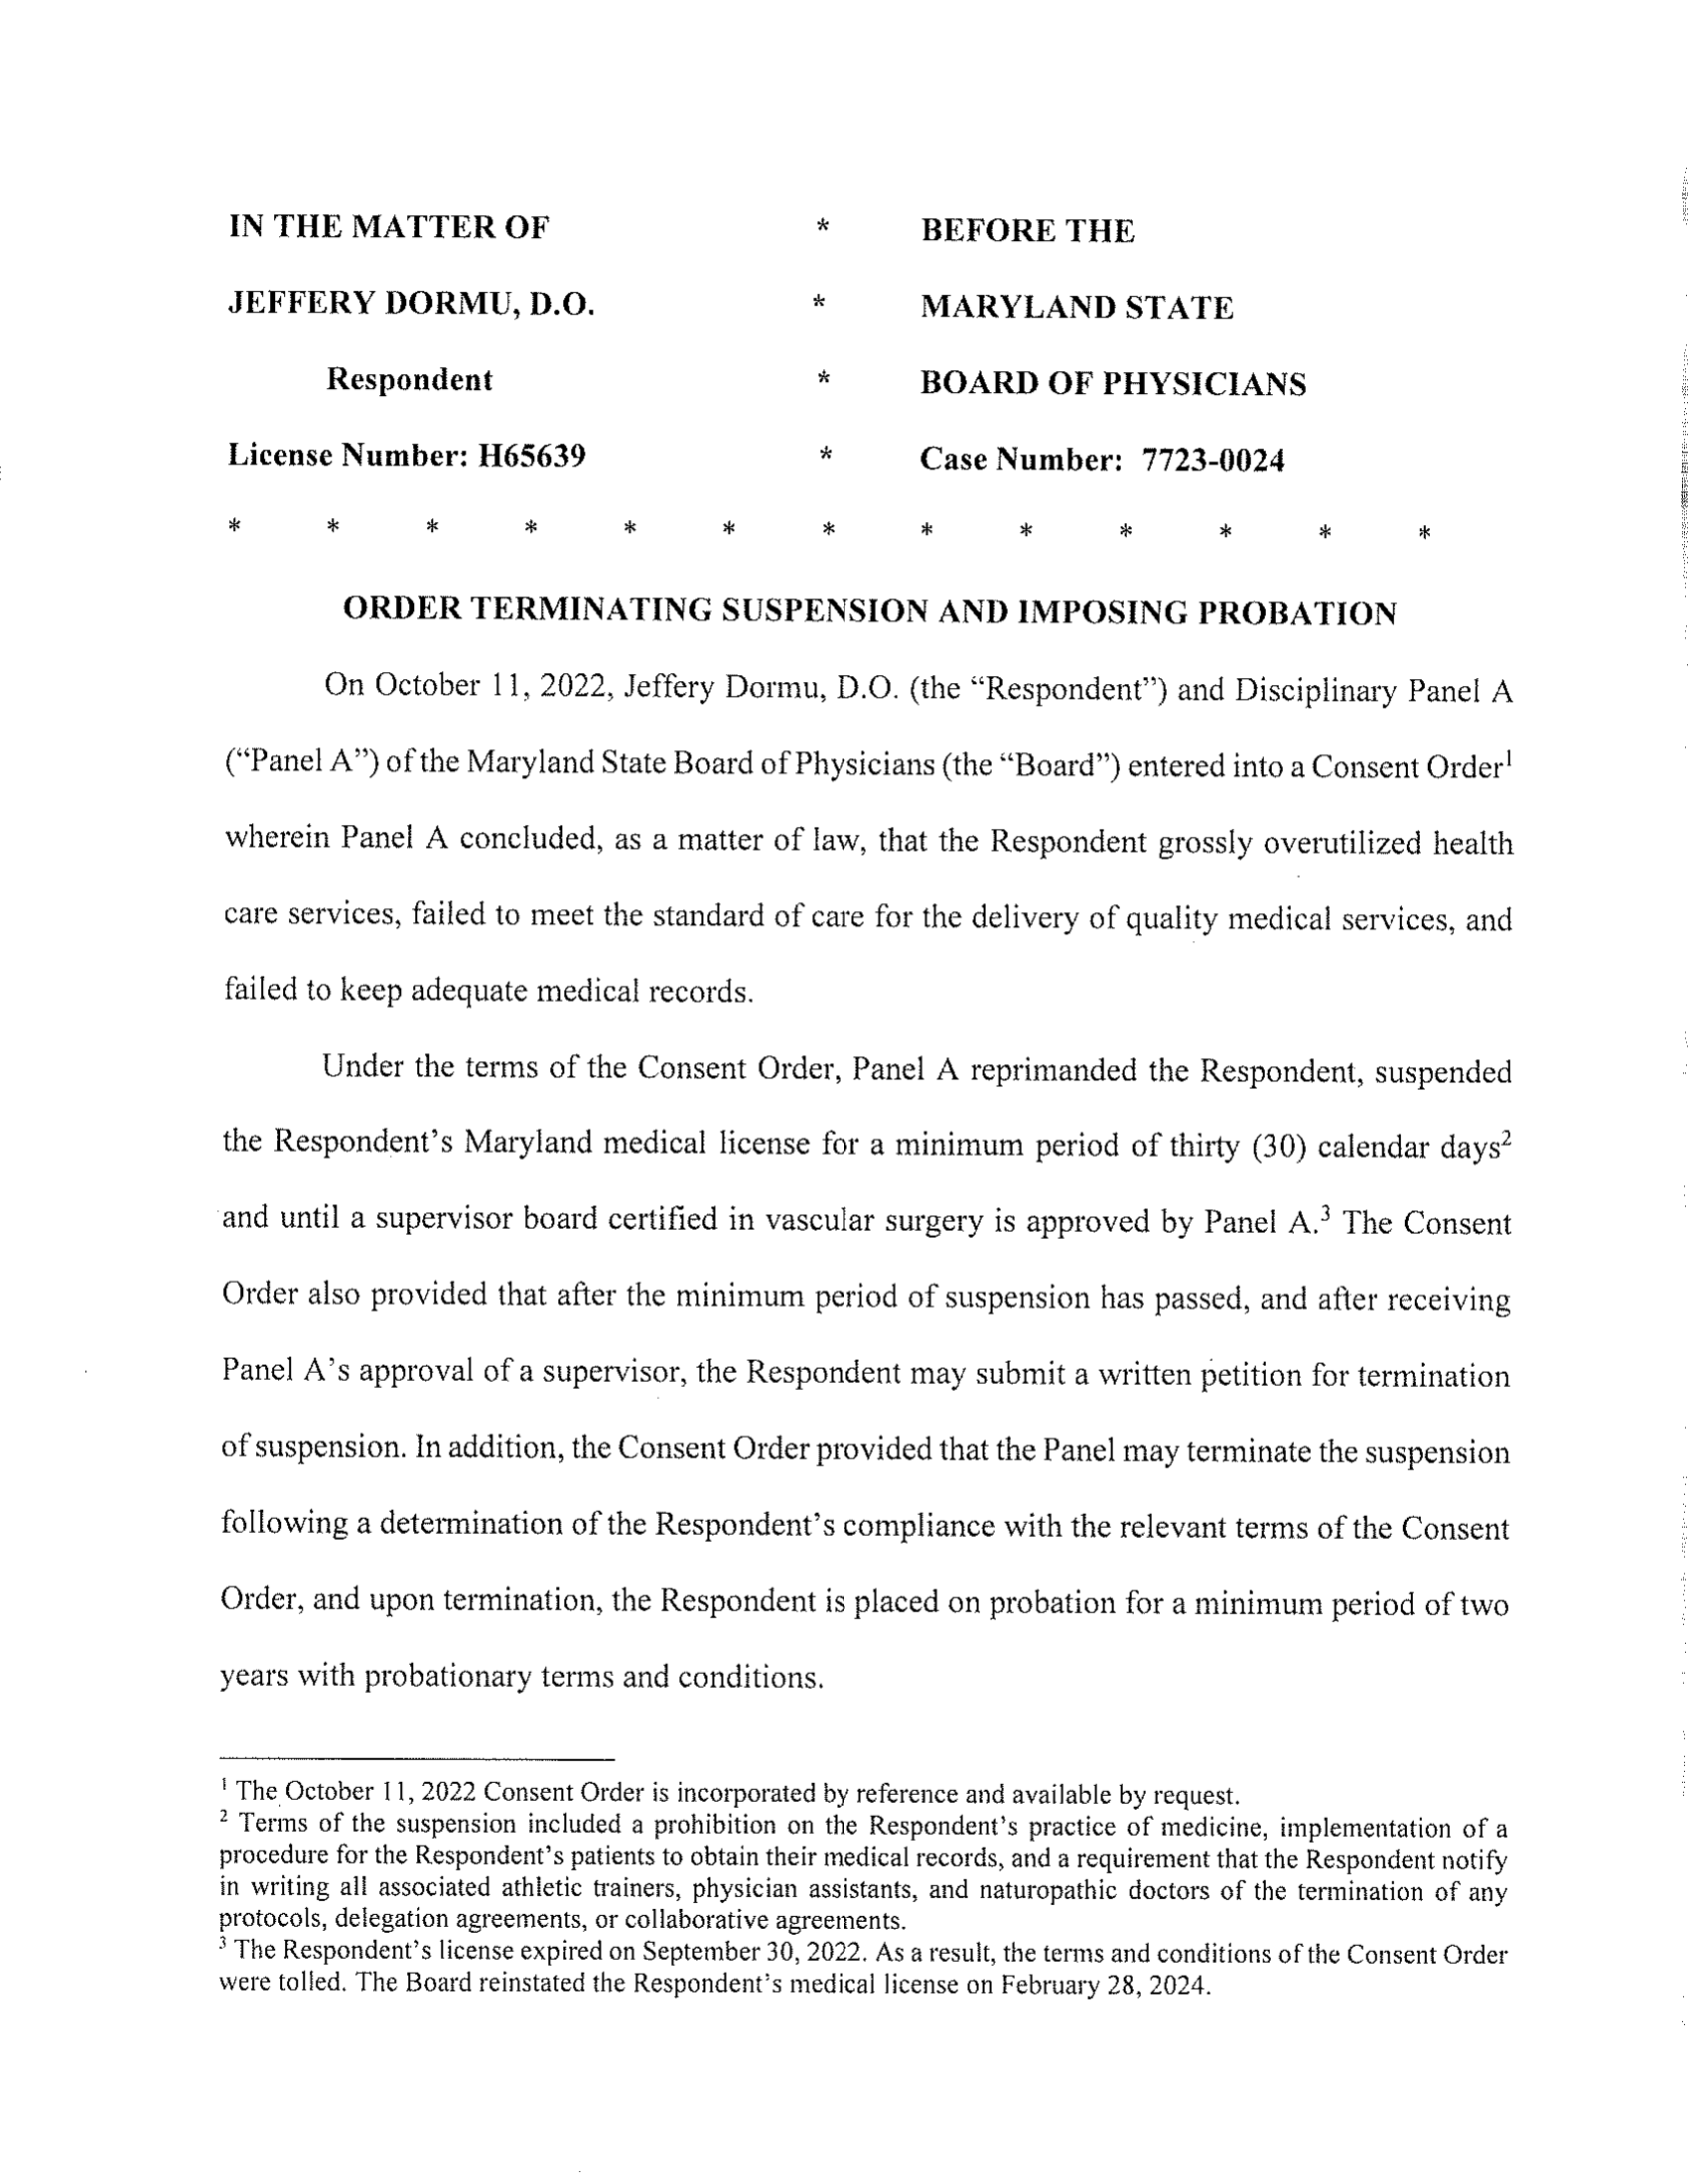 IN THE MATTER OF * BEFORE THE
JEFFERY DORMU, D.O. * MARYLAND STATE
Respondent * BOARD OF PHYSICIANS
License Number: H65639 * Case Number: 7723-0024
* * * * * * * * * * * * *
ORDER TERMINATING SUSPENSION AND IMPOSING PROBATION
On October 11, 2022, Jeffery Dormu, D.O. (the “Respondent”) and Disciplinary Panel A
(“Panel A”) of the Maryland State Board of Physicians (the “Board”) entered into a Consent Order¹
wherein Panel A concluded, as a matter of law, that the Respondent grossly overutilized health
care services, failed to meet the standard of care for the delivery of quality medical services, and
failed to keep adequate medical records.
Under the terms of the Consent Order, Panel A reprimanded the Respondent, suspended
the Respondent’s Maryland medical license for a minimum period of thirty (30) calendar days²
and until a supervisor board certified in vascular surgery is approved by Panel A.³ The Consent
Order also provided that after the minimum period of suspension has passed, and after receiving
Panel A’s approval of a supervisor, the Respondent may submit a written petition for termination
of suspension. In addition, the Consent Order provided that the Panel may terminate the suspension
following a determination of the Respondent’s compliance with the relevant terms of the Consent
Order, and upon termination, the Respondent is placed on probation for a minimum period of two
years with probationary terms and conditions.
¹ The October 11, 2022 Consent Order is incorporated by reference and available by request.
² Terms of the suspension included a prohibition on the Respondent’s practice of medicine, implementation of a
procedure for the Respondent’s patients to obtain their medical records, and a requirement that the Respondent notify
in writing all associated athletic trainers, physician assistants, and naturopathic doctors of the termination of any
protocols, delegation agreements, or collaborative agreements.
³ The Respondent’s license expired on September 30, 2022. As a result, the terms and conditions of the Consent Order
were tolled. The Board reinstated the Respondent’s medical license on February 28, 2024.